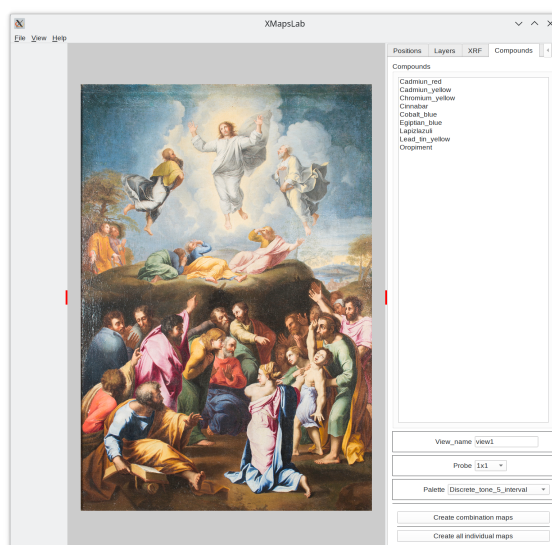 XMapsLab
File View Help
Positions Layers XRF Compounds
Compounds
Cadmiun_red
Cadmiun_yellow
Chromium_yellow
Cinnabar
Cobalt_blue
Egiptian_blue
Lapizlazuli
Lead_tin_yellow
Oropiment
View_name view1
Probe 1x1
Palette Discrete_tone_5_interval
Create combination maps
Create all individual maps